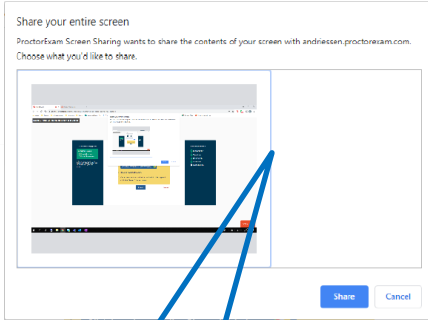 Share your entire screen
ProctorExam Screen Sharing wants to share the contents of your screen with andriessen.proctorexam.com.
Choose what you'd like to share.
Share
Cancel